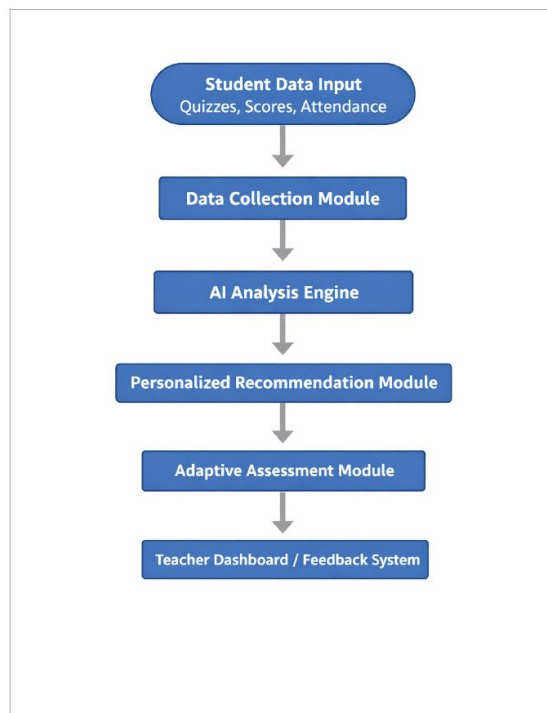 Student Data Input
Quizzes, Scores, Attendance
Data Collection Module
AI Analysis Engine
Personalized Recommendation Module
Adaptive Assessment Module
Teacher Dashboard / Feedback System